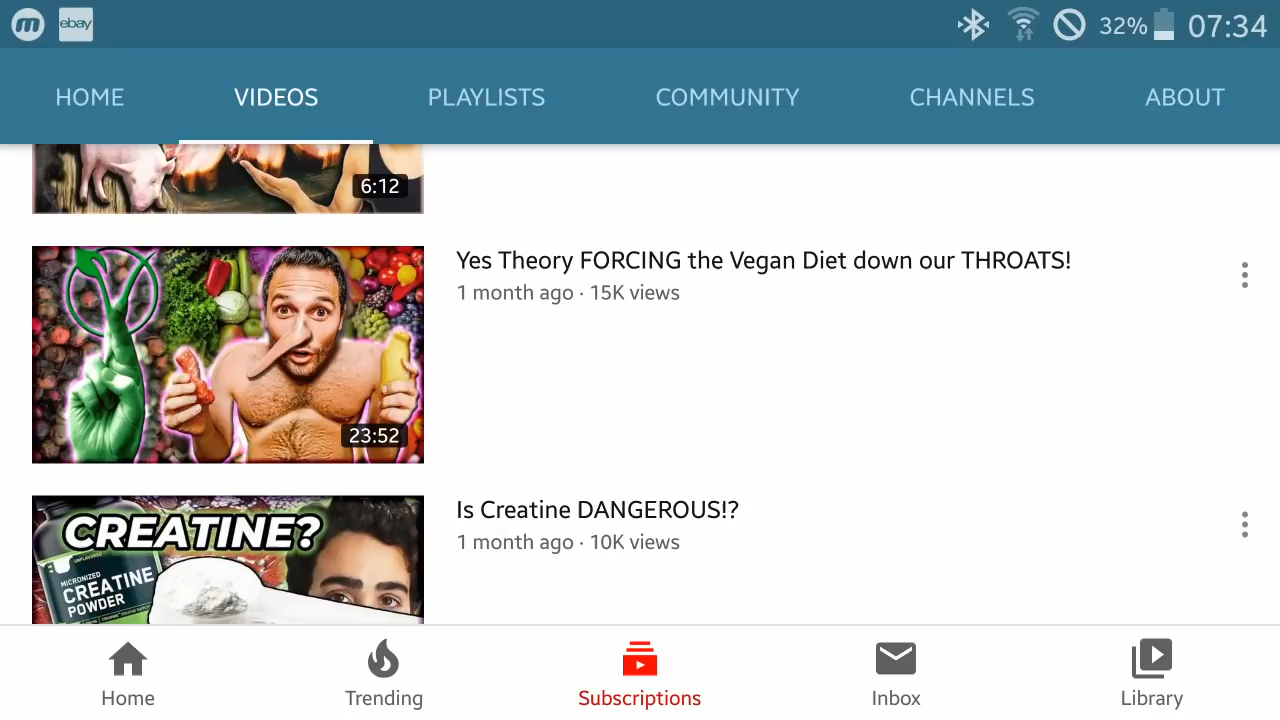 m ebay 32% 07:34
HOME VIDEOS PLAYLISTS COMMUNITY CHANNELS ABOUT
6:12
Yes Theory FORCING the Vegan Diet down our THROATS!
1 month ago · 15K views
23:52
Is Creatine DANGEROUS!?
1 month ago · 10K views
CREATINE?
UNFLAVORED
MICRONIZED
CREATINE
POWDER
Home Trending Subscriptions Inbox Library